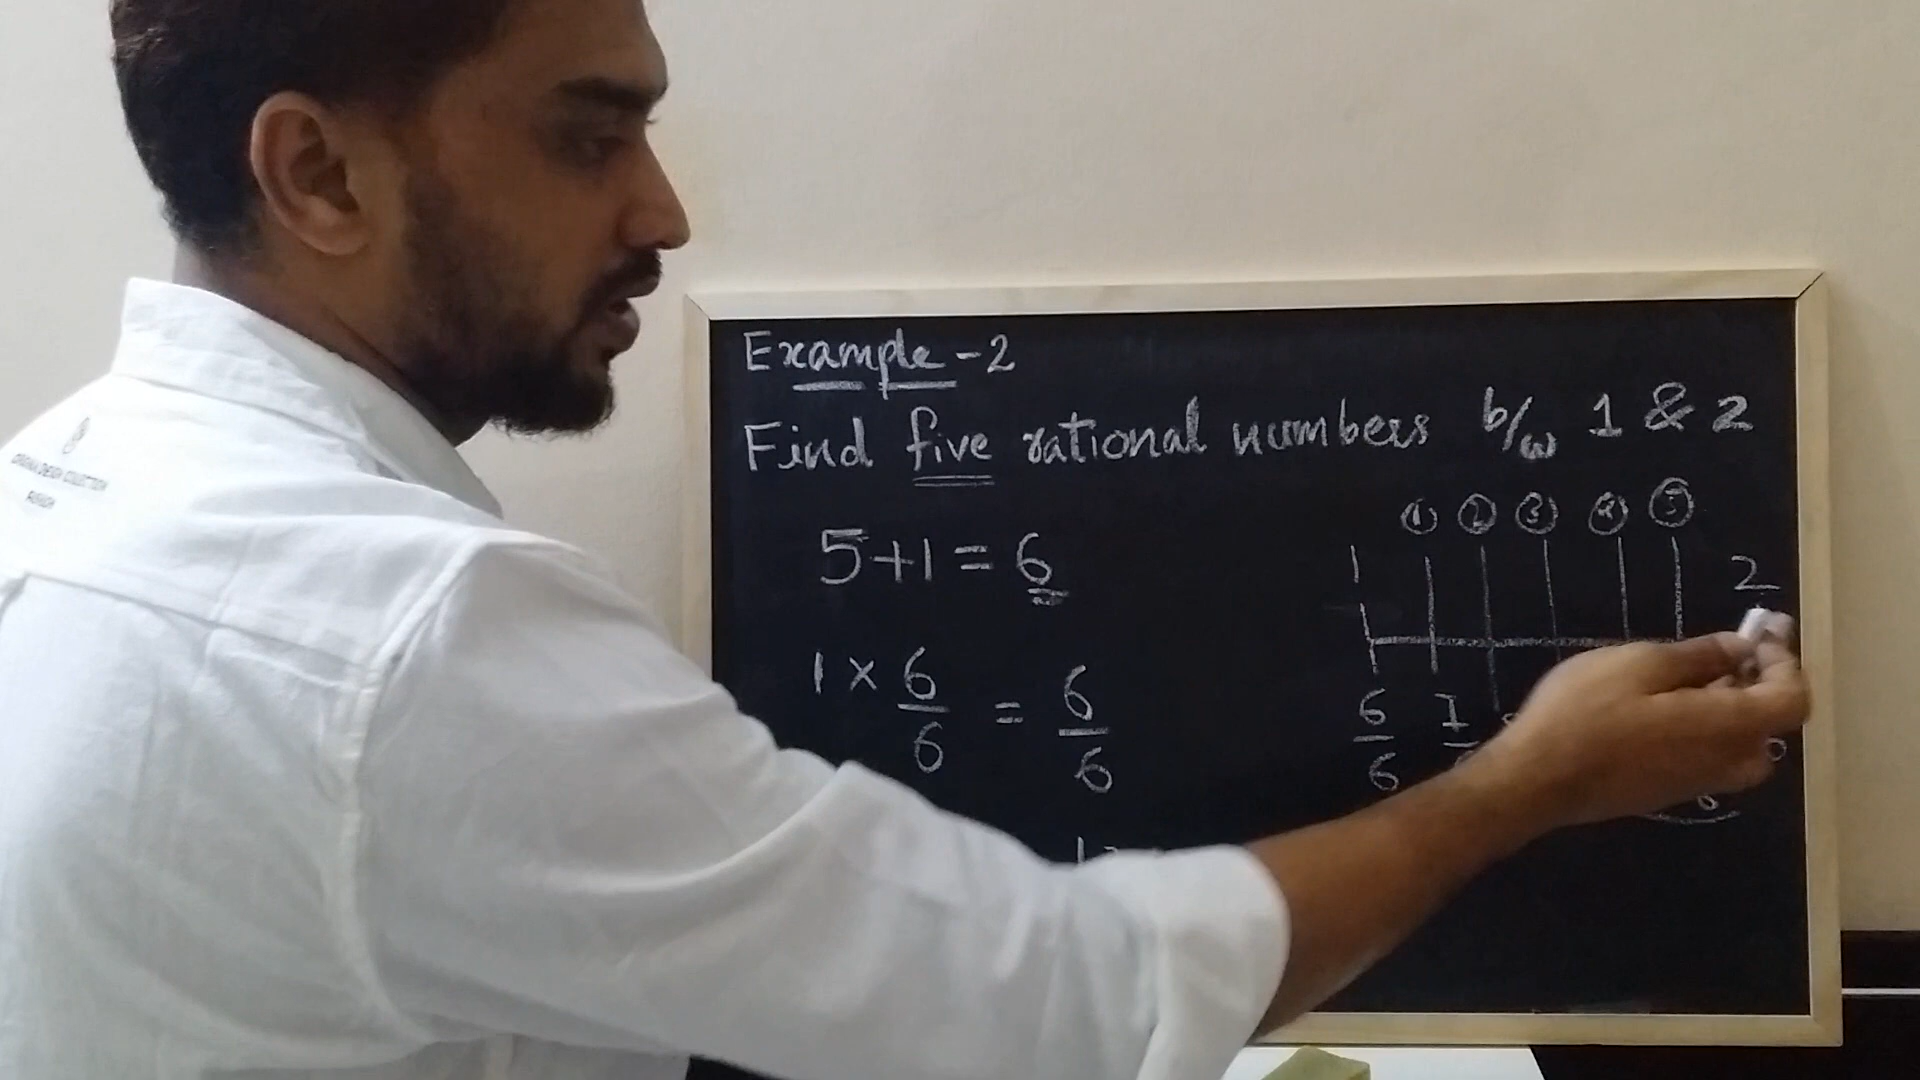 Example-2
Find five rational numbers b/w 1 & 2
5+1=6
① ② ③ ④ ⑤
1 2
1 × 6/6 = 6/6
6/6 7